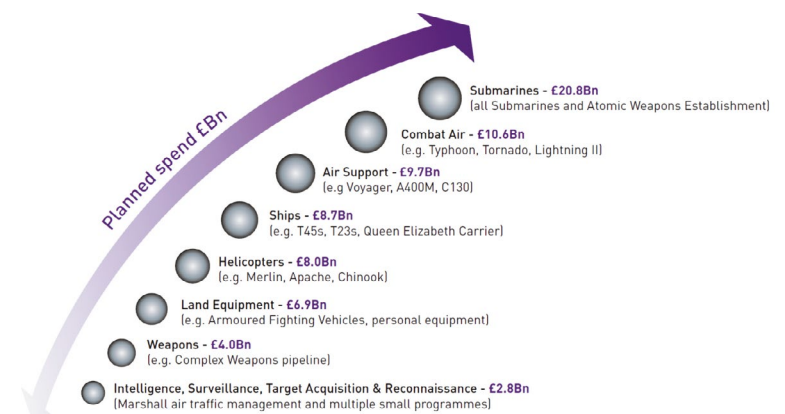 Planned spend £Bn
Submarines - £20.8Bn
(all Submarines and Atomic Weapons Establishment)
Combat Air - £10.6Bn
(e.g. Typhoon, Tornado, Lightning II)
Air Support - £9.7Bn
(e.g Voyager, A400M, C130)
Ships - £8.7Bn
(e.g. T45s, T23s, Queen Elizabeth Carrier)
Helicopters - £8.0Bn
(e.g. Merlin, Apache, Chinook)
Land Equipment - £6.9Bn
(e.g. Armoured Fighting Vehicles, personal equipment)
Weapons - £4.0Bn
(e.g. Complex Weapons pipeline)
Intelligence, Surveillance, Target Acquisition & Reconnaissance - £2.8Bn
(Marshall air traffic management and multiple small programmes)